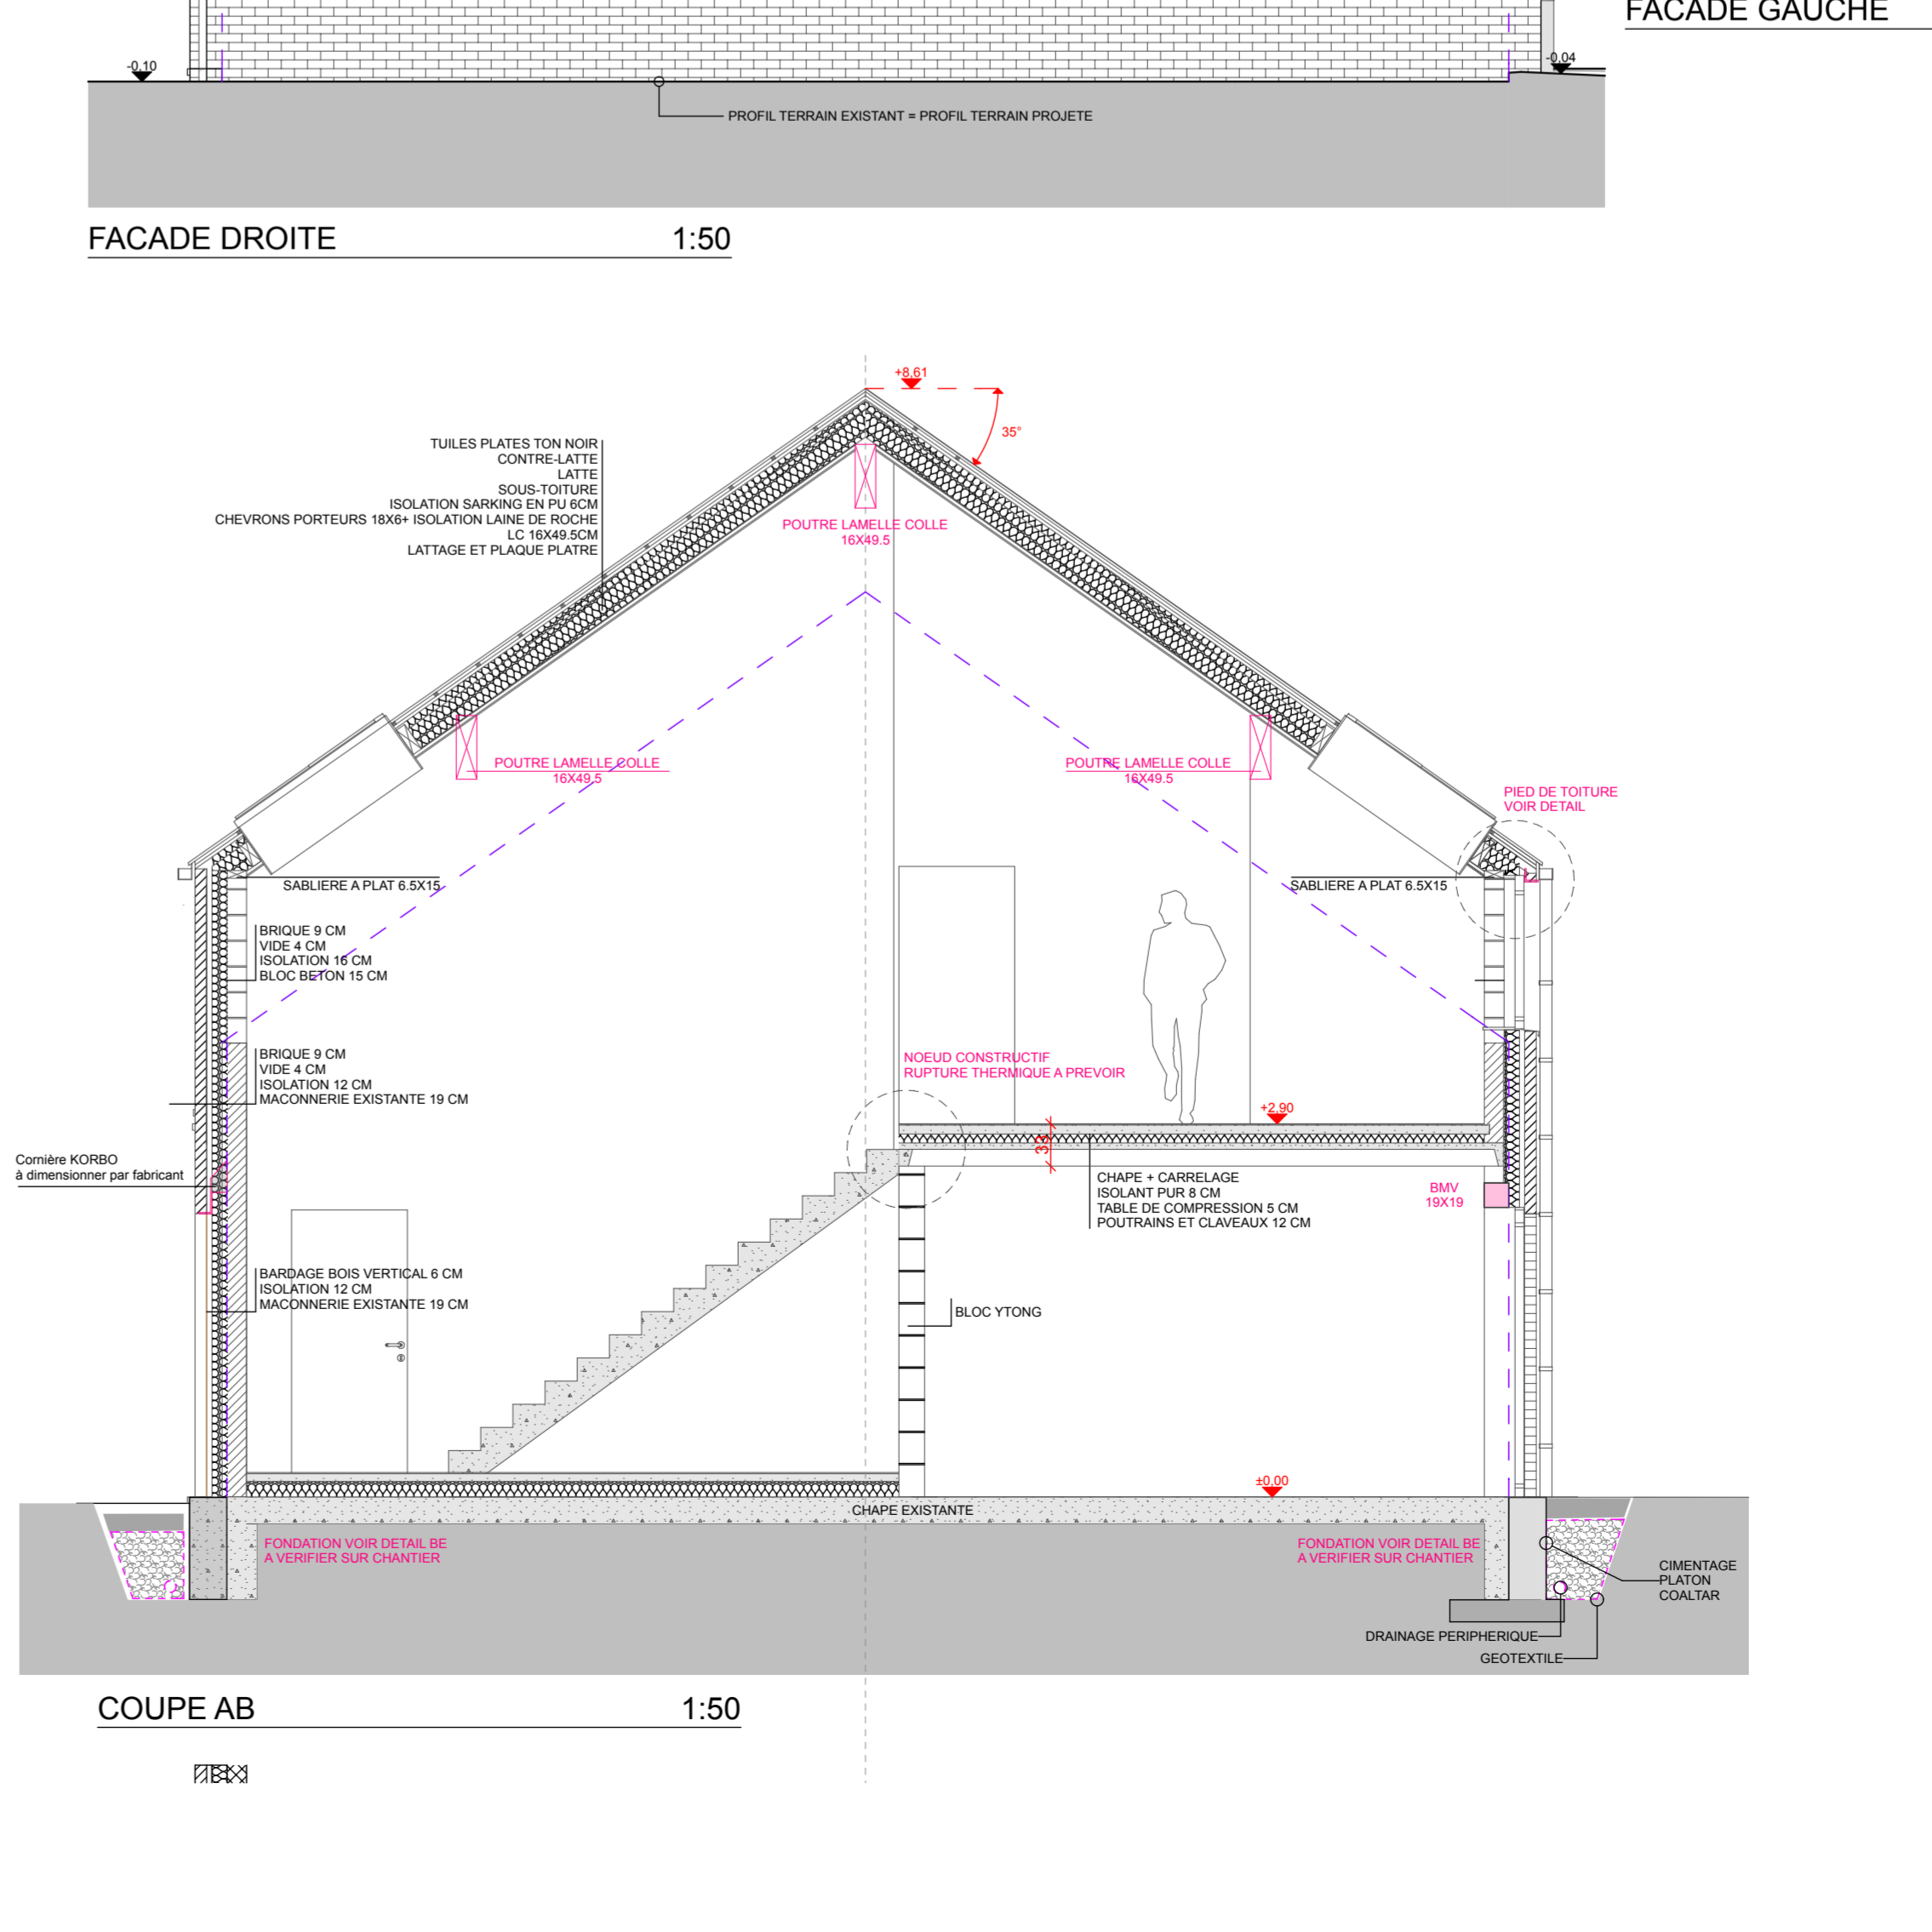 FACADE GAUCHE
-0,10
-0,04
PROFIL TERRAIN EXISTANT = PROFIL TERRAIN PROJETE
FACADE DROITE 1:50
+8,61
35°
TUILES PLATES TON NOIR
CONTRE-LATTE
LATTE
SOUS-TOITURE
ISOLATION SARKING EN PU 6CM
CHEVRONS PORTEURS 18X6+ ISOLATION LAINE DE ROCHE
LC 16X49.5CM
LATTAGE ET PLAQUE PLATRE
POUTRE LAMELLE COLLE
16X49.5
POUTRE LAMELLE COLLE
16X49.5
POUTRE LAMELLE COLLE
16X49.5
PIED DE TOITURE
VOIR DETAIL
SABLIERE A PLAT 6.5X15
SABLIERE A PLAT 6.5X15
BRIQUE 9 CM
VIDE 4 CM
ISOLATION 16 CM
BLOC BETON 15 CM
BRIQUE 9 CM
VIDE 4 CM
ISOLATION 12 CM
MACONNERIE EXISTANTE 19 CM
NOEUD CONSTRUCTIF
RUPTURE THERMIQUE A PREVOIR
+2,90
33
Cornière KORBO
à dimensionner par fabricant
CHAPE + CARRELAGE
ISOLANT PUR 8 CM
TABLE DE COMPRESSION 5 CM
POUTRAINS ET CLAVEAUX 12 CM
BMV
19X19
BARDAGE BOIS VERTICAL 6 CM
ISOLATION 12 CM
MACONNERIE EXISTANTE 19 CM
BLOC YTONG
±0,00
CHAPE EXISTANTE
FONDATION VOIR DETAIL BE
A VERIFIER SUR CHANTIER
FONDATION VOIR DETAIL BE
A VERIFIER SUR CHANTIER
CIMENTAGE
PLATON
COALTAR
DRAINAGE PERIPHERIQUE
GEOTEXTILE
COUPE AB 1:50